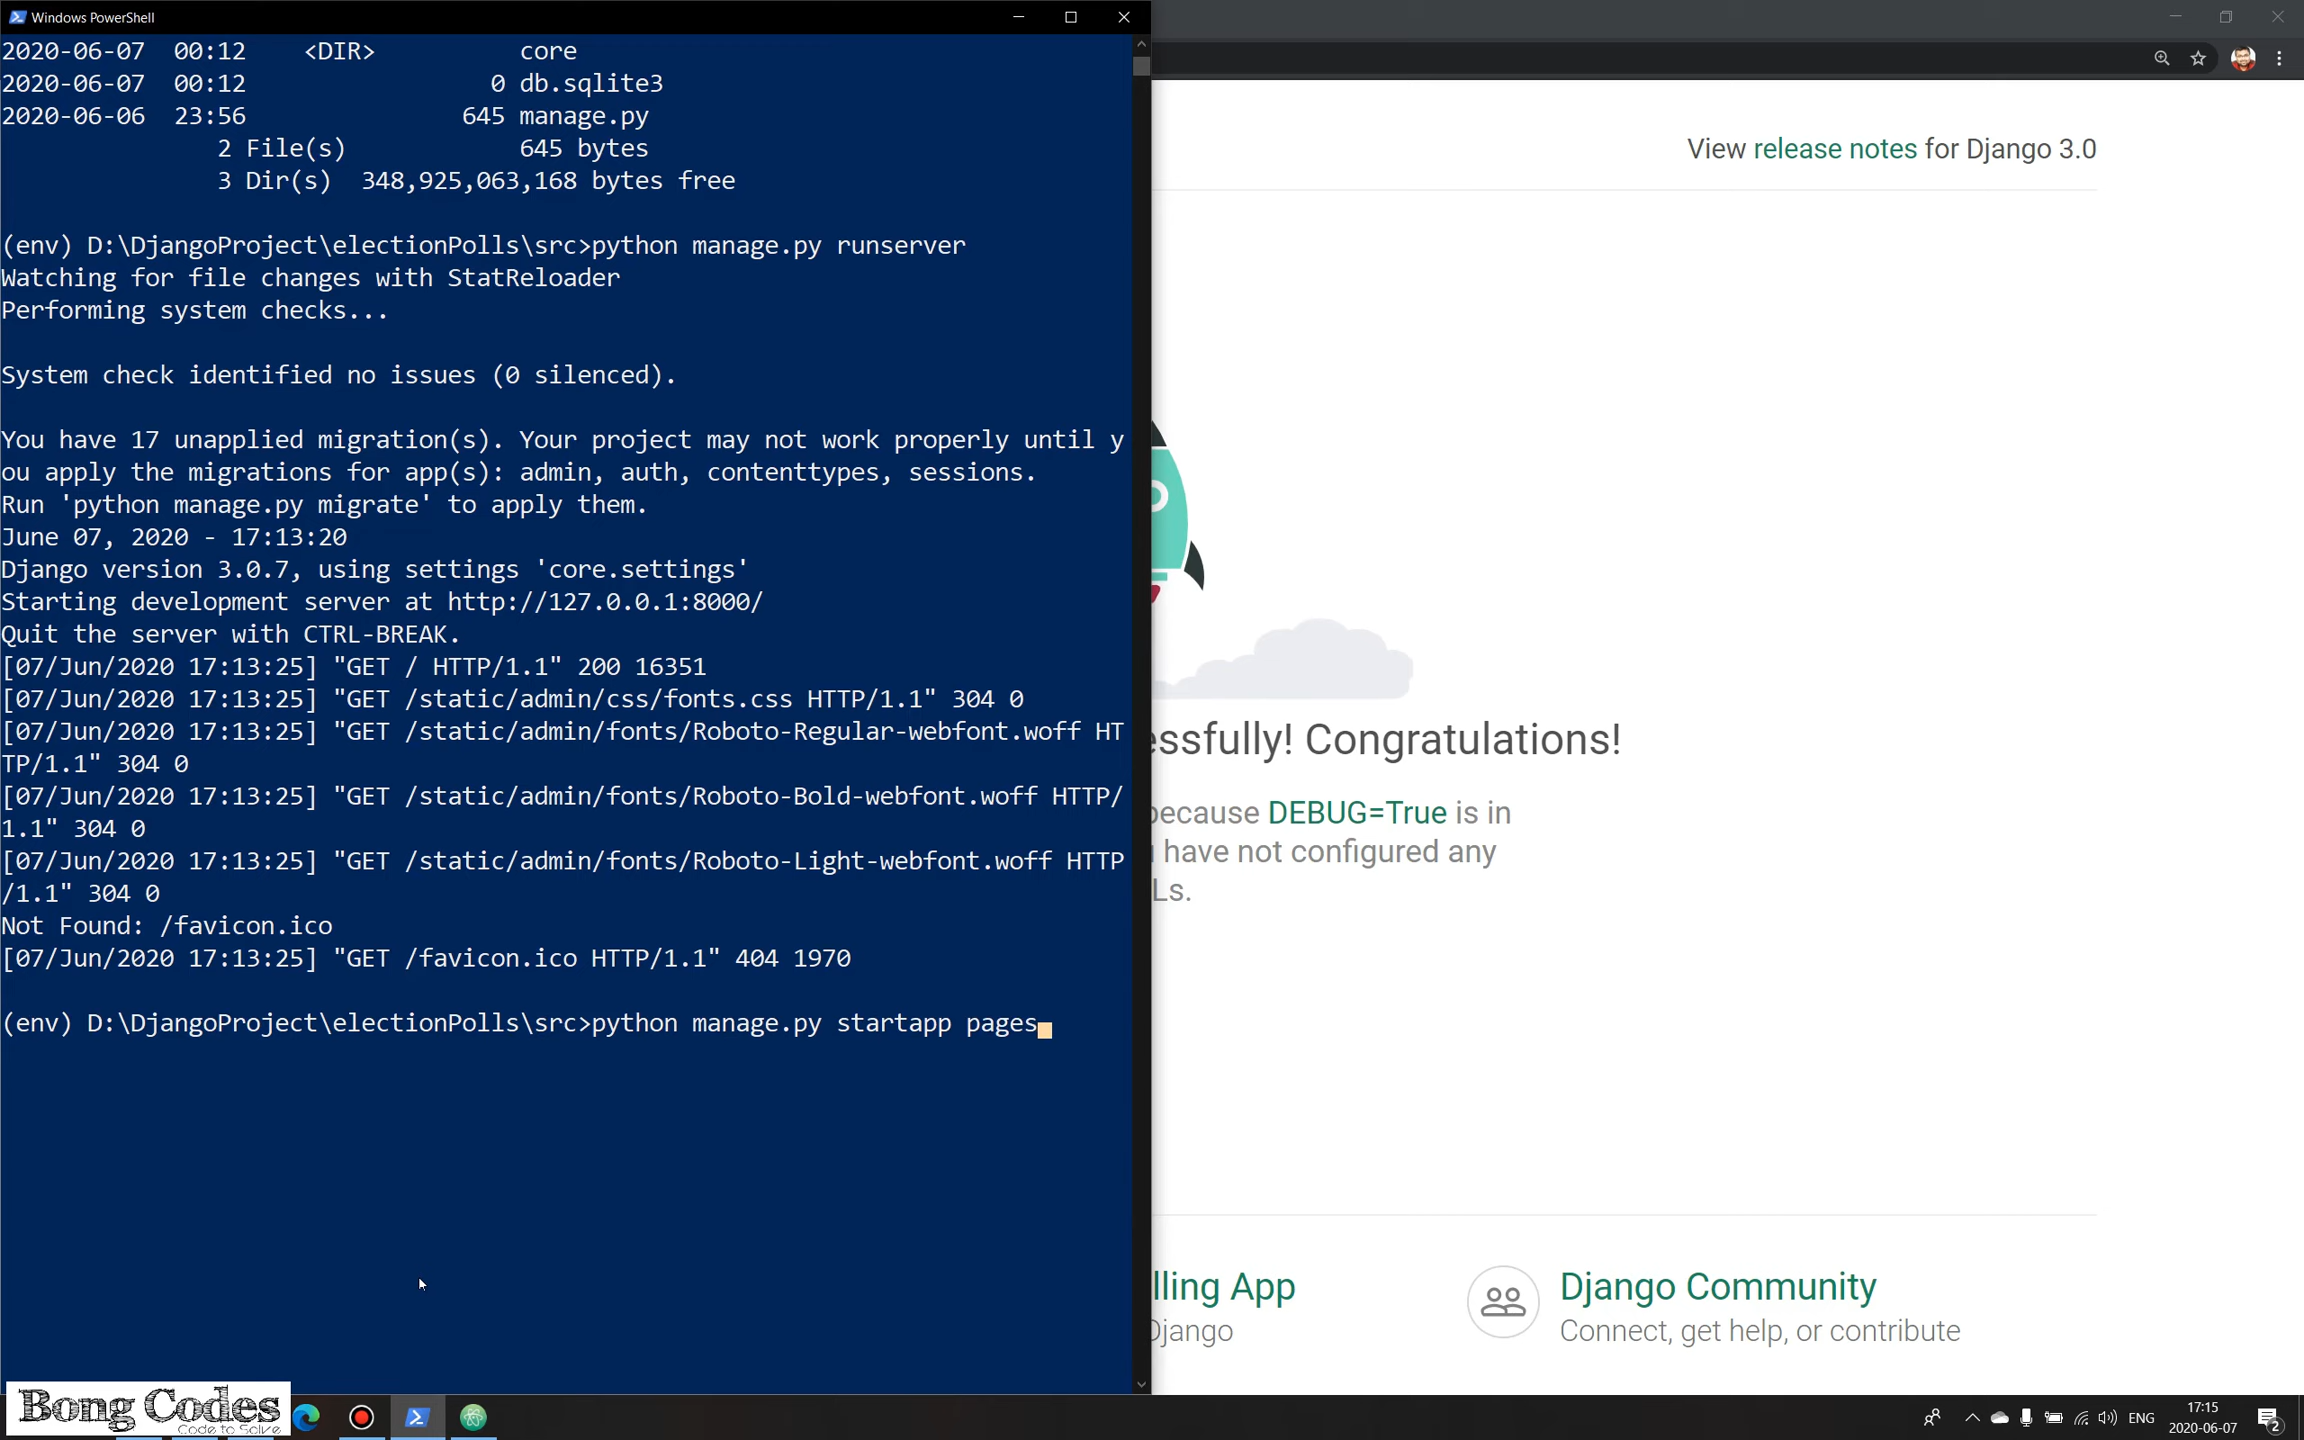 Windows PowerShell
2020-06-07  00:12    <DIR>          core
2020-06-07  00:12                 0 db.sqlite3
2020-06-06  23:56               645 manage.py
2 File(s)            645 bytes
3 Dir(s)  348,925,063,168 bytes free
(env) D:\DjangoProject\electionPolls\src>python manage.py runserver
Watching for file changes with StatReloader
Performing system checks...
System check identified no issues (0 silenced).
You have 17 unapplied migration(s). Your project may not work properly until y
ou apply the migrations for app(s): admin, auth, contenttypes, sessions.
Run 'python manage.py migrate' to apply them.
June 07, 2020 - 17:13:20
Django version 3.0.7, using settings 'core.settings'
Starting development server at http://127.0.0.1:8000/
Quit the server with CTRL-BREAK.
[07/Jun/2020 17:13:25] "GET / HTTP/1.1" 200 16351
[07/Jun/2020 17:13:25] "GET /static/admin/css/fonts.css HTTP/1.1" 304 0
[07/Jun/2020 17:13:25] "GET /static/admin/fonts/Roboto-Regular-webfont.woff HT
TP/1.1" 304 0
[07/Jun/2020 17:13:25] "GET /static/admin/fonts/Roboto-Bold-webfont.woff HTTP/
1.1" 304 0
[07/Jun/2020 17:13:25] "GET /static/admin/fonts/Roboto-Light-webfont.woff HTTP
/1.1" 304 0
Not Found: /favicon.ico
[07/Jun/2020 17:13:25] "GET /favicon.ico HTTP/1.1" 404 1970
(env) D:\DjangoProject\electionPolls\src>python manage.py startapp pages
View release notes for Django 3.0
essfully! Congratulations!
because DEBUG=True is in
have not configured any
Ls.
lling App
Django
Django Community
Connect, get help, or contribute
Bong Codes
Code to Solve
ENG
17:15
2020-06-07
2